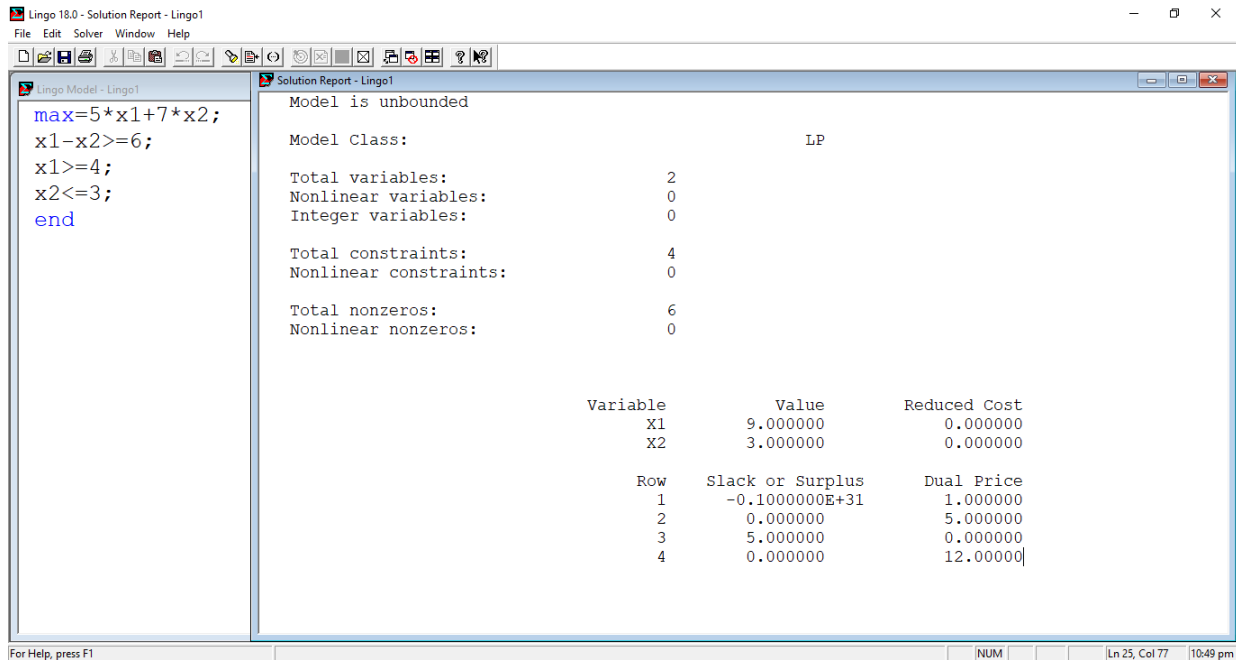 Lingo 18.0 - Solution Report - Lingo1
File Edit Solver Window Help
Lingo Model - Lingo1
max=5*x1+7*x2;
x1-x2>=6;
x1>=4;
x2<=3;
end
Solution Report - Lingo1
Model is unbounded
Model Class: LP
Total variables: 2
Nonlinear variables: 0
Integer variables: 0
Total constraints: 4
Nonlinear constraints: 0
Total nonzeros: 6
Nonlinear nonzeros: 0
Variable Value Reduced Cost
X1 9.000000 0.000000
X2 3.000000 0.000000
Row Slack or Surplus Dual Price
1 -0.1000000E+31 1.000000
2 0.000000 5.000000
3 5.000000 0.000000
4 0.000000 12.00000
For Help, press F1 NUM Ln 25, Col 77 10:49 pm